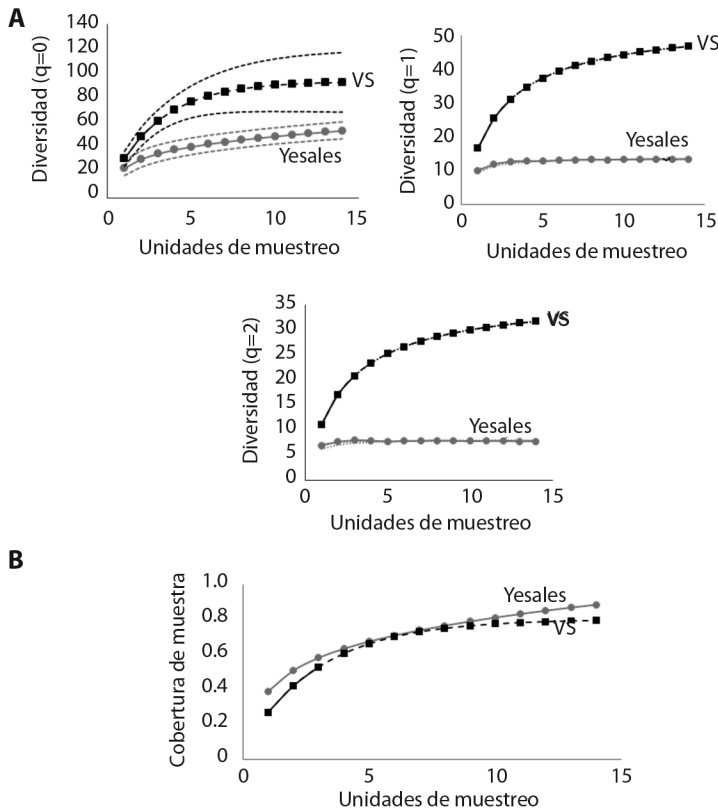 A
Diversidad (q=0)
140
120
100
80
60
40
20
0
VS
Yesales
0 5 10 15
Unidades de muestreo
Diversidad (q=1)
50
40
30
20
10
0
VS
Yesales
0 5 10 15
Unidades de muestreo
Diversidad (q=2)
35
30
25
20
15
10
5
0
VS
Yesales
0 5 10 15
Unidades de muestreo
B
Cobertura de muestra
1.0
0.8
0.6
0.4
0.2
0
Yesales
VS
0 5 10 15
Unidades de muestreo